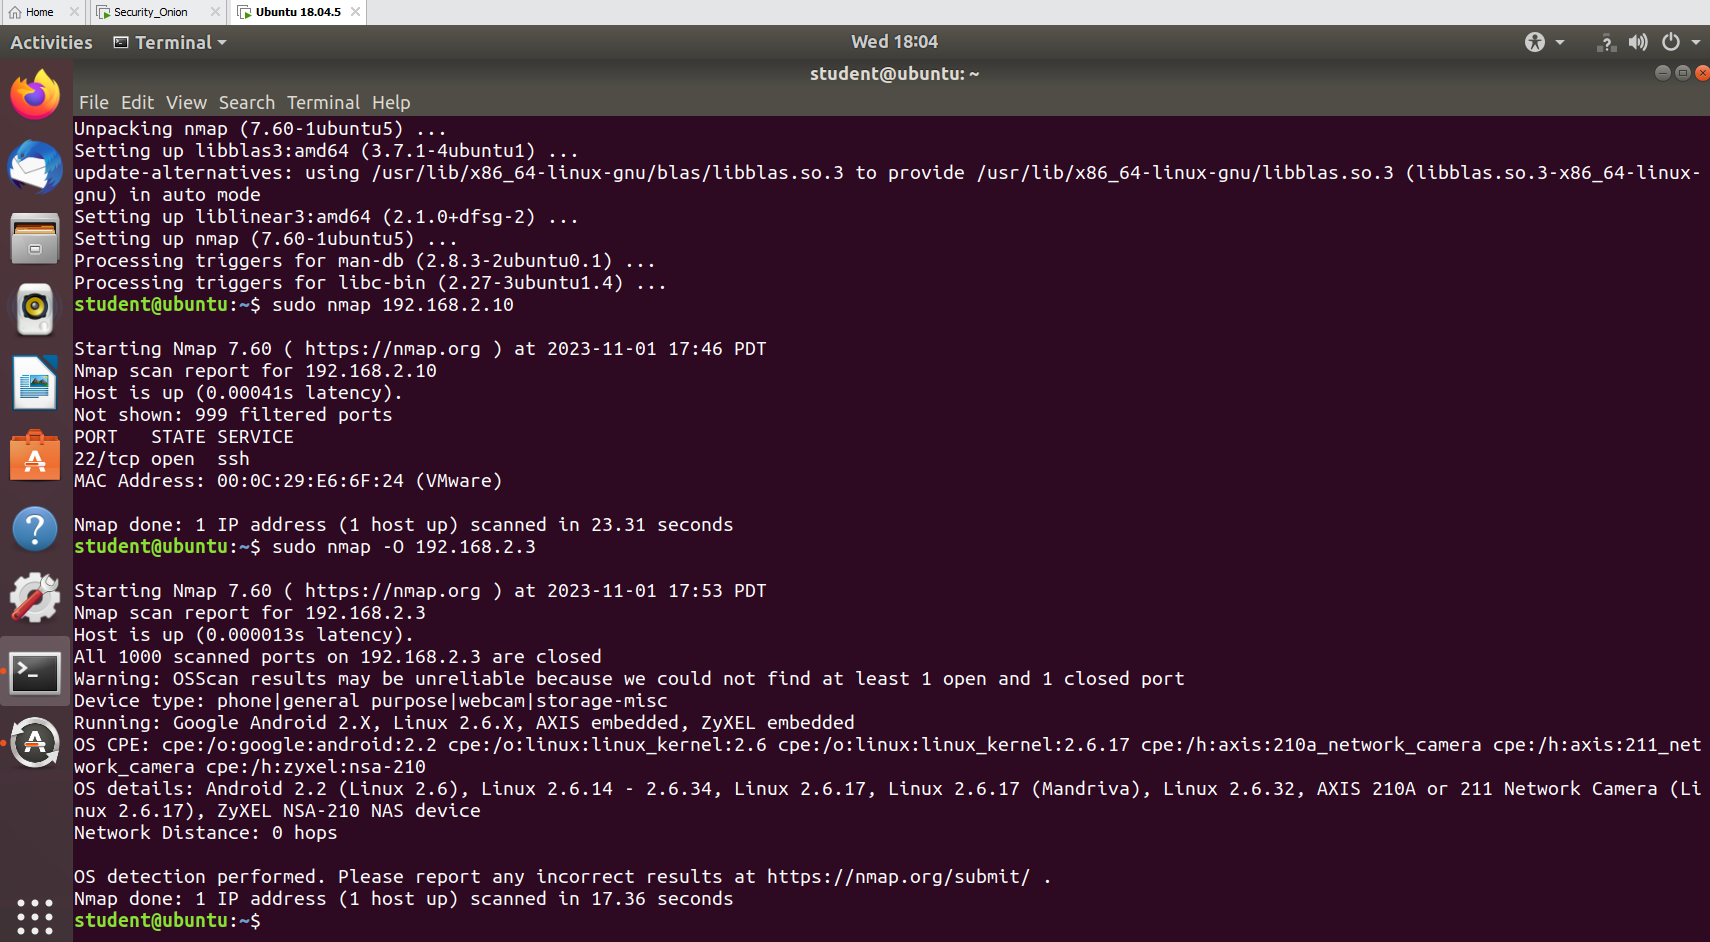 Home
Security_Onion
Ubuntu 18.04.5
Activities
Terminal
Wed 18:04
student@ubuntu: ~
File Edit View Search Terminal Help
Unpacking nmap (7.60-1ubuntu5) ...
Setting up libblas3:amd64 (3.7.1-4ubuntu1) ...
update-alternatives: using /usr/lib/x86_64-linux-gnu/blas/libblas.so.3 to provide /usr/lib/x86_64-linux-gnu/libblas.so.3 (libblas.so.3-x86_64-linux-
gnu) in auto mode
Setting up liblinear3:amd64 (2.1.0+dfsg-2) ...
Setting up nmap (7.60-1ubuntu5) ...
Processing triggers for man-db (2.8.3-2ubuntu0.1) ...
Processing triggers for libc-bin (2.27-3ubuntu1.4) ...
student@ubuntu:~$ sudo nmap 192.168.2.10
Starting Nmap 7.60 ( https://nmap.org ) at 2023-11-01 17:46 PDT
Nmap scan report for 192.168.2.10
Host is up (0.00041s latency).
Not shown: 999 filtered ports
PORT   STATE SERVICE
22/tcp open  ssh
MAC Address: 00:0C:29:E6:6F:24 (VMware)
Nmap done: 1 IP address (1 host up) scanned in 23.31 seconds
student@ubuntu:~$ sudo nmap -O 192.168.2.3
Starting Nmap 7.60 ( https://nmap.org ) at 2023-11-01 17:53 PDT
Nmap scan report for 192.168.2.3
Host is up (0.000013s latency).
All 1000 scanned ports on 192.168.2.3 are closed
Warning: OSScan results may be unreliable because we could not find at least 1 open and 1 closed port
Device type: phone|general purpose|webcam|storage-misc
Running: Google Android 2.X, Linux 2.6.X, AXIS embedded, ZyXEL embedded
OS CPE: cpe:/o:google:android:2.2 cpe:/o:linux:linux_kernel:2.6 cpe:/o:linux:linux_kernel:2.6.17 cpe:/h:axis:210a_network_camera cpe:/h:axis:211_net
work_camera cpe:/h:zyxel:nsa-210
OS details: Android 2.2 (Linux 2.6), Linux 2.6.14 - 2.6.34, Linux 2.6.17, Linux 2.6.17 (Mandriva), Linux 2.6.32, AXIS 210A or 211 Network Camera (Li
nux 2.6.17), ZyXEL NSA-210 NAS device
Network Distance: 0 hops
OS detection performed. Please report any incorrect results at https://nmap.org/submit/ .
Nmap done: 1 IP address (1 host up) scanned in 17.36 seconds
student@ubuntu:~$